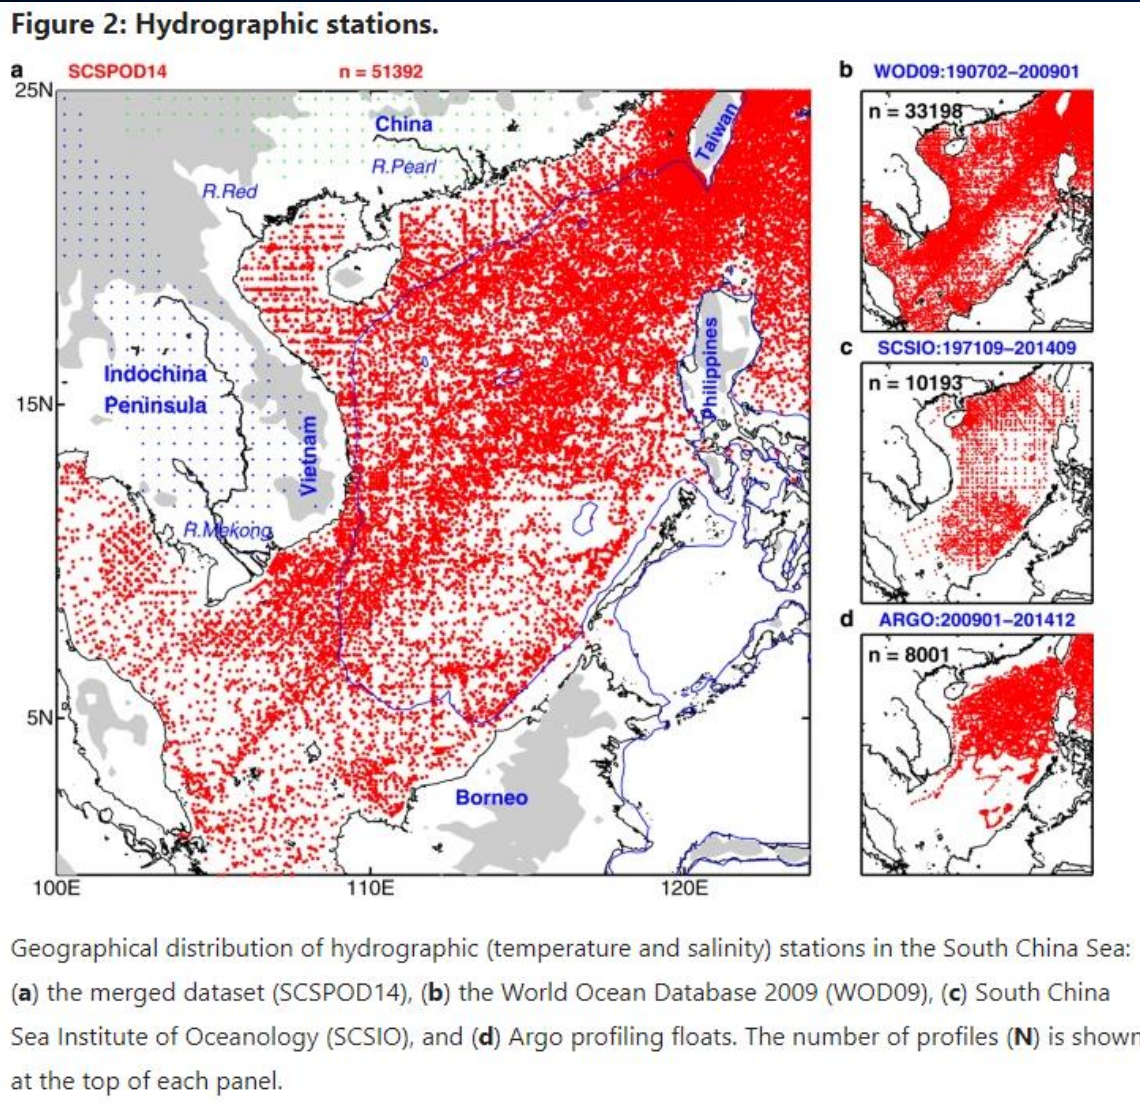 Figure 2: Hydrographic stations.
a SCSPOD14 n = 51392
25N
China
Taiwan
R.Pearl
R.Red
Indochina
Peninsula
15N
Vietnam
Philippines
R.Mekong
5N
Borneo
100E 110E 120E
b WOD09:190702–200901
n = 33198
c SCSIO:197109–201409
n = 10193
d ARGO:200901–201412
n = 8001
Geographical distribution of hydrographic (temperature and salinity) stations in the South China Sea:
(a) the merged dataset (SCSPOD14), (b) the World Ocean Database 2009 (WOD09), (c) South China
Sea Institute of Oceanology (SCSIO), and (d) Argo profiling floats. The number of profiles (N) is shown
at the top of each panel.